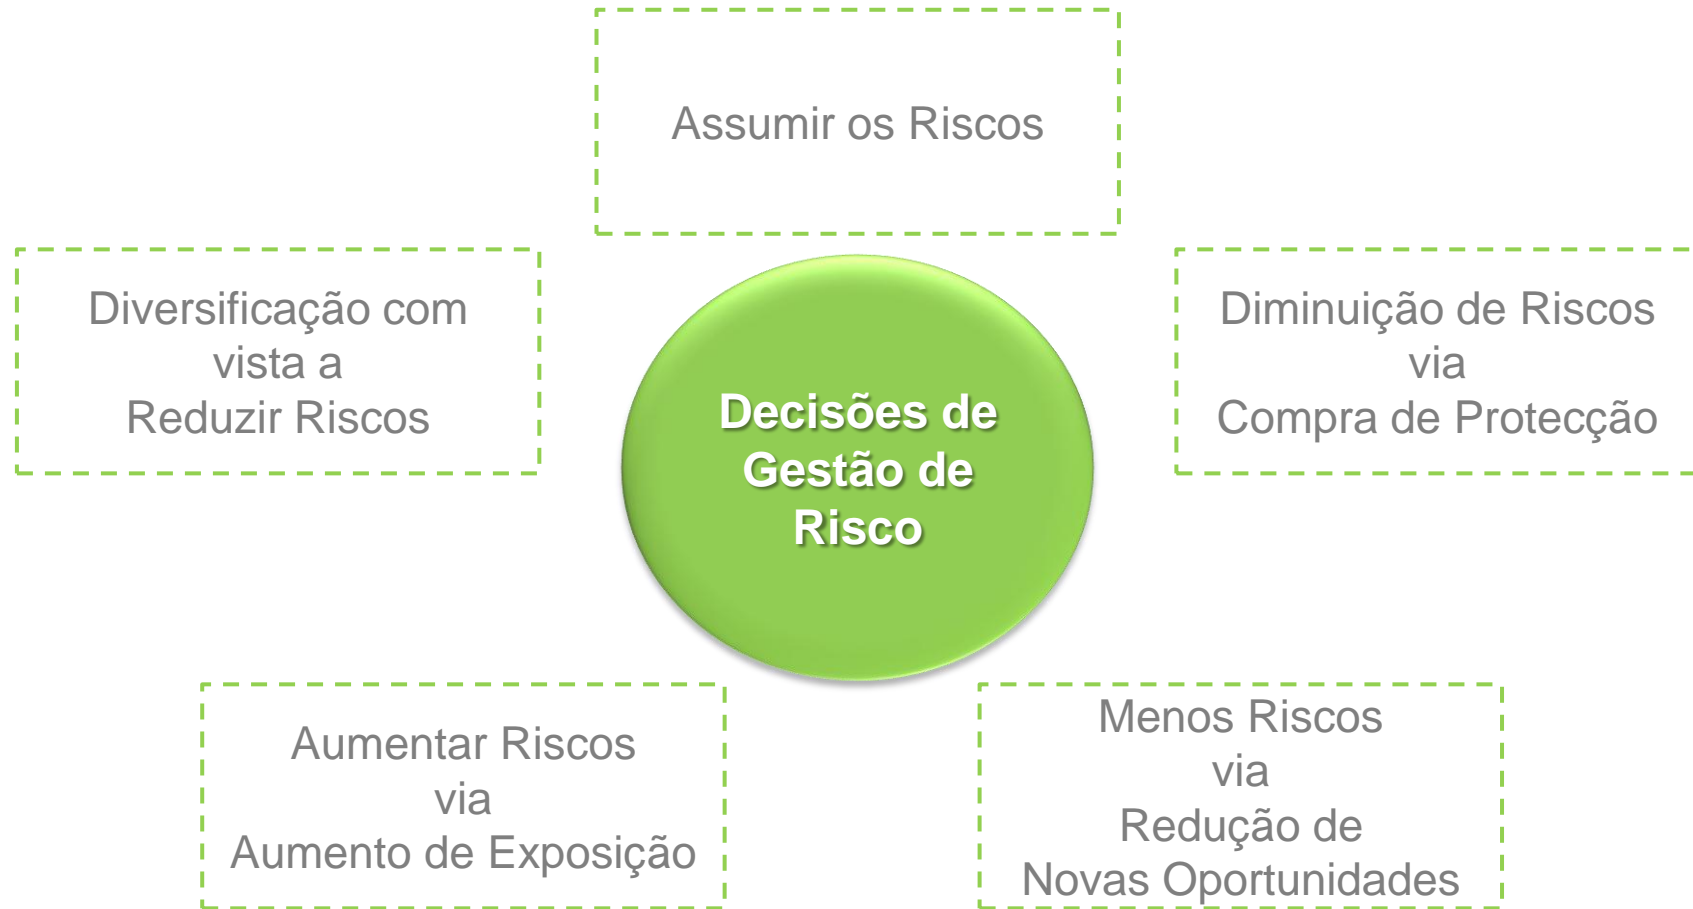 Assumir os Riscos
Diversificação com
vista a
Reduzir Riscos
Diminuição de Riscos
via
Compra de Protecção
Decisões de
Gestão de
Risco
Aumentar Riscos
via
Aumento de Exposição
Menos Riscos
via
Redução de
Novas Oportunidades